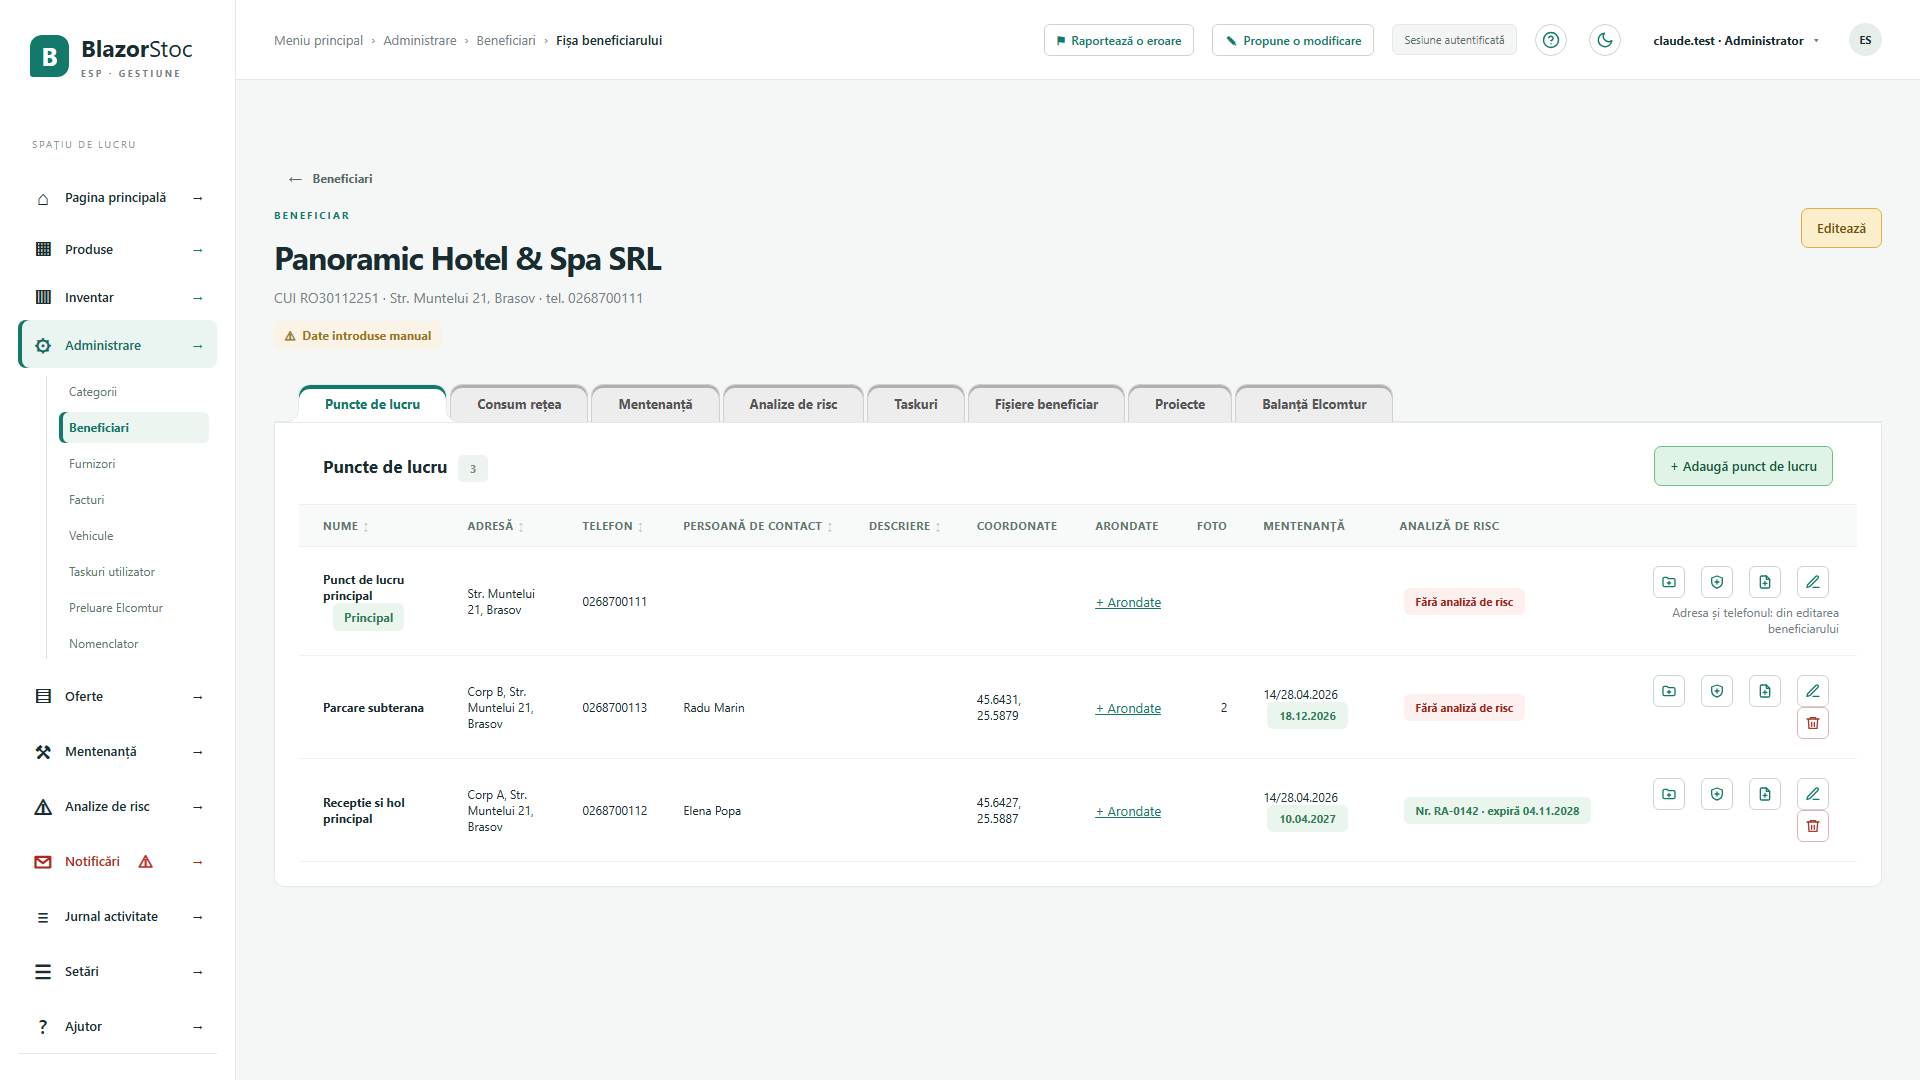 B
BlazorStoc
ESP · GESTIUNE
SPAȚIU DE LUCRU
Pagina principală →
Produse →
Inventar →
Administrare →
Categorii
Beneficiari
Furnizori
Facturi
Vehicule
Taskuri utilizator
Preluare Elcomtur
Nomenclator
Oferte →
Mentenanță →
Analize de risc →
Notificări →
Jurnal activitate →
Setări →
? Ajutor →
Meniu principal › Administrare › Beneficiari › Fișa beneficiarului
Raportează o eroare
Propune o modificare
Sesiune autentificată
?
claude.test · Administrator
ES
← Beneficiari
BENEFICIAR
Panoramic Hotel & Spa SRL
CUI RO30112251 · Str. Muntelui 21, Brasov · tel. 0268700111
Date introduse manual
Editează
Puncte de lucru
Consum rețea
Mentenanță
Analize de risc
Taskuri
Fișiere beneficiar
Proiecte
Balanță Elcomtur
Puncte de lucru 3
+ Adaugă punct de lucru
NUME ADRESĂ TELEFON PERSOANĂ DE CONTACT DESCRIERE COORDONATE ARONDATE FOTO MENTENANȚĂ ANALIZĂ DE RISC
Punct de lucru
principal
Principal
Str. Muntelui
21, Brasov
0268700111
+ Arondate
Fără analiză de risc
Adresa și telefonul: din editarea
beneficiarului
Parcare subterana
Corp B, Str.
Muntelui 21,
Brasov
0268700113
Radu Marin
45.6431,
25.5879
+ Arondate
2
14/28.04.2026
18.12.2026
Fără analiză de risc
Receptie si hol
principal
Corp A, Str.
Muntelui 21,
Brasov
0268700112
Elena Popa
45.6427,
25.5887
+ Arondate
14/28.04.2026
10.04.2027
Nr. RA-0142 · expiră 04.11.2028